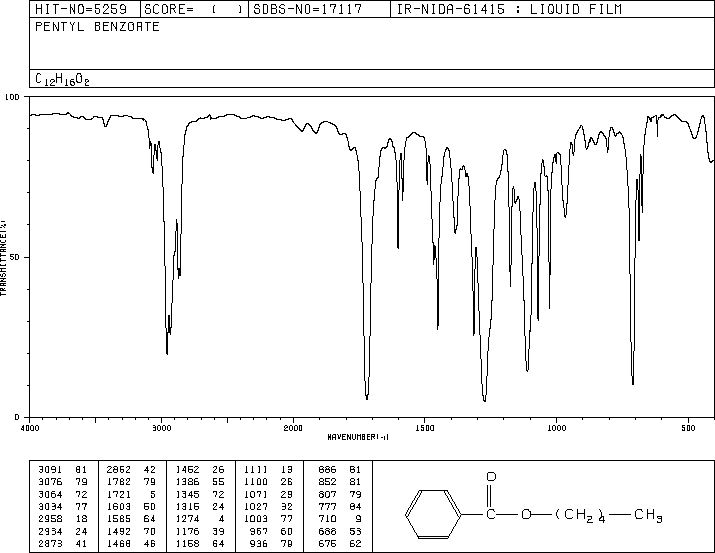 HIT-NO=5259 SCORE= ( ) SDBS-NO=17117 IR-NIDA-61415 : LIQUID FILM
PENTYL BENZOATE
C12H16O2
100
50
0
TRANSMITTANCE(%)
4000 3000 2000 1500 1000 500
WAVENUMBER(-1)
3091 81 2862 42 1452 26 1111 13 886 81
3076 79 1782 79 1386 55 1100 26 852 81
3064 72 1721 5 1345 72 1071 29 807 79
3034 77 1603 50 1315 24 1027 32 777 84
2958 18 1585 64 1274 4 1003 77 710 9
2934 24 1492 70 1176 39 967 60 688 53
2873 41 1468 46 1158 64 936 79 675 62
O
C O (CH2)4 CH3